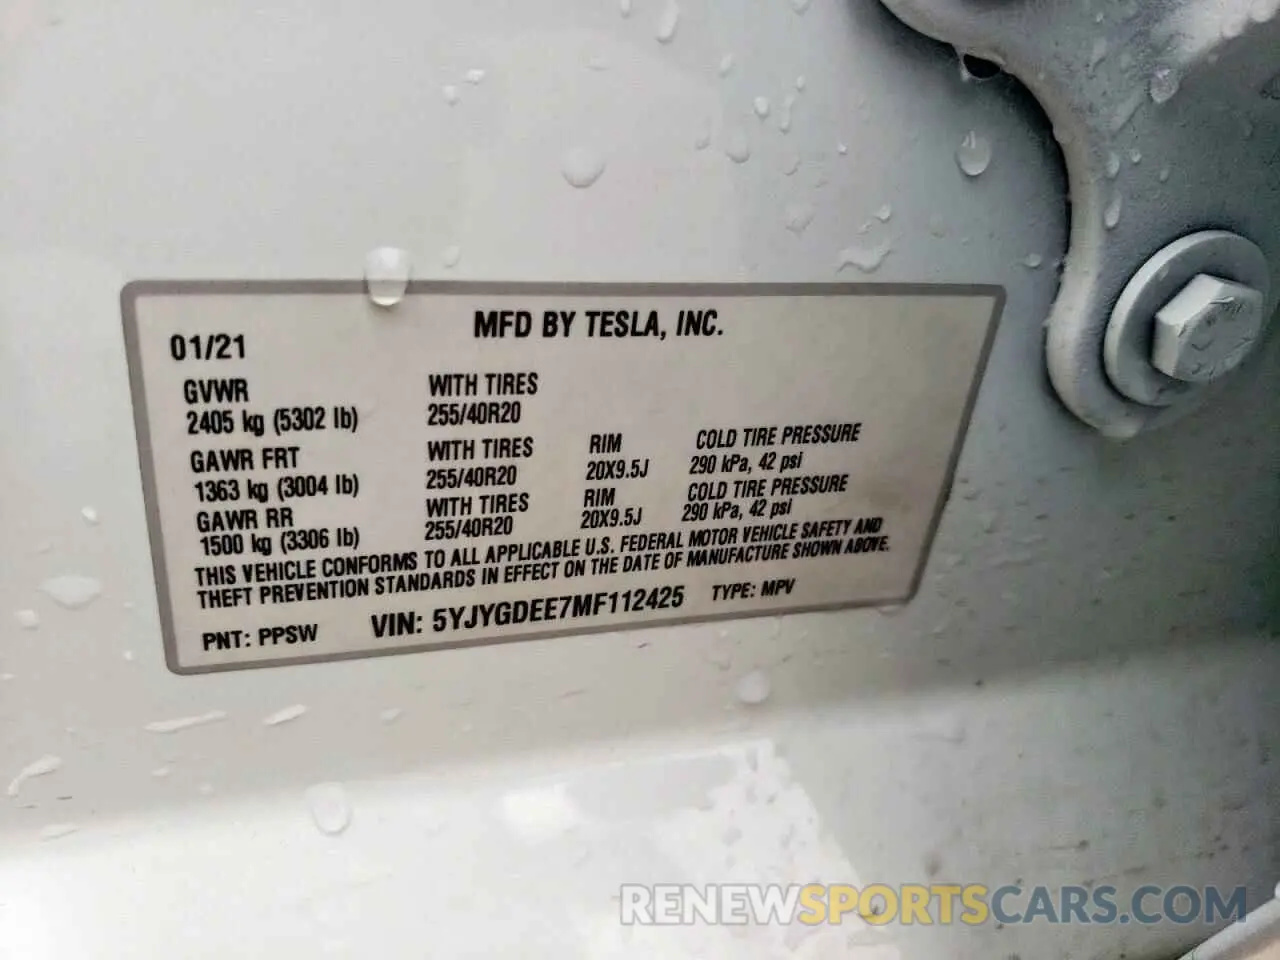 MFD BY TESLA, INC.
01/21
GVWR WITH TIRES
2405 kg (5302 lb) 255/40R20
GAWR FRT WITH TIRES RIM COLD TIRE PRESSURE
1363 kg (3004 lb) 255/40R20 20X9.5J 290 kPa, 42 psi
GAWR RR WITH TIRES RIM COLD TIRE PRESSURE
1500 kg (3306 lb) 255/40R20 20X9.5J 290 kPa, 42 psi
THIS VEHICLE CONFORMS TO ALL APPLICABLE U.S. FEDERAL MOTOR VEHICLE SAFETY AND
THEFT PREVENTION STANDARDS IN EFFECT ON THE DATE OF MANUFACTURE SHOWN ABOVE.
PNT: PPSW VIN: 5YJYGDEE7MF112425 TYPE: MPV
RENEWSPORTSCARS.COM